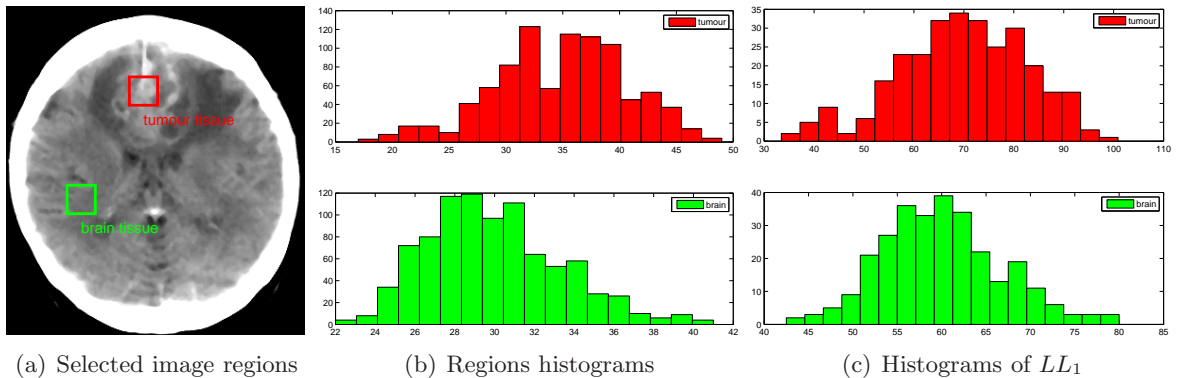 tumour tissue
brain tissue
140
120
100
80
60
40
20
0
15 20 25 30 35 40 45 50
tumour
120
100
80
60
40
20
0
22 24 26 28 30 32 34 36 38 40 42
brain
35
30
25
20
15
10
5
0
30 40 50 60 70 80 90 100 110
tumour
40
30
20
10
0
40 45 50 55 60 65 70 75 80 85
brain
(a) Selected image regions
(b) Regions histograms
(c) Histograms of LL₁